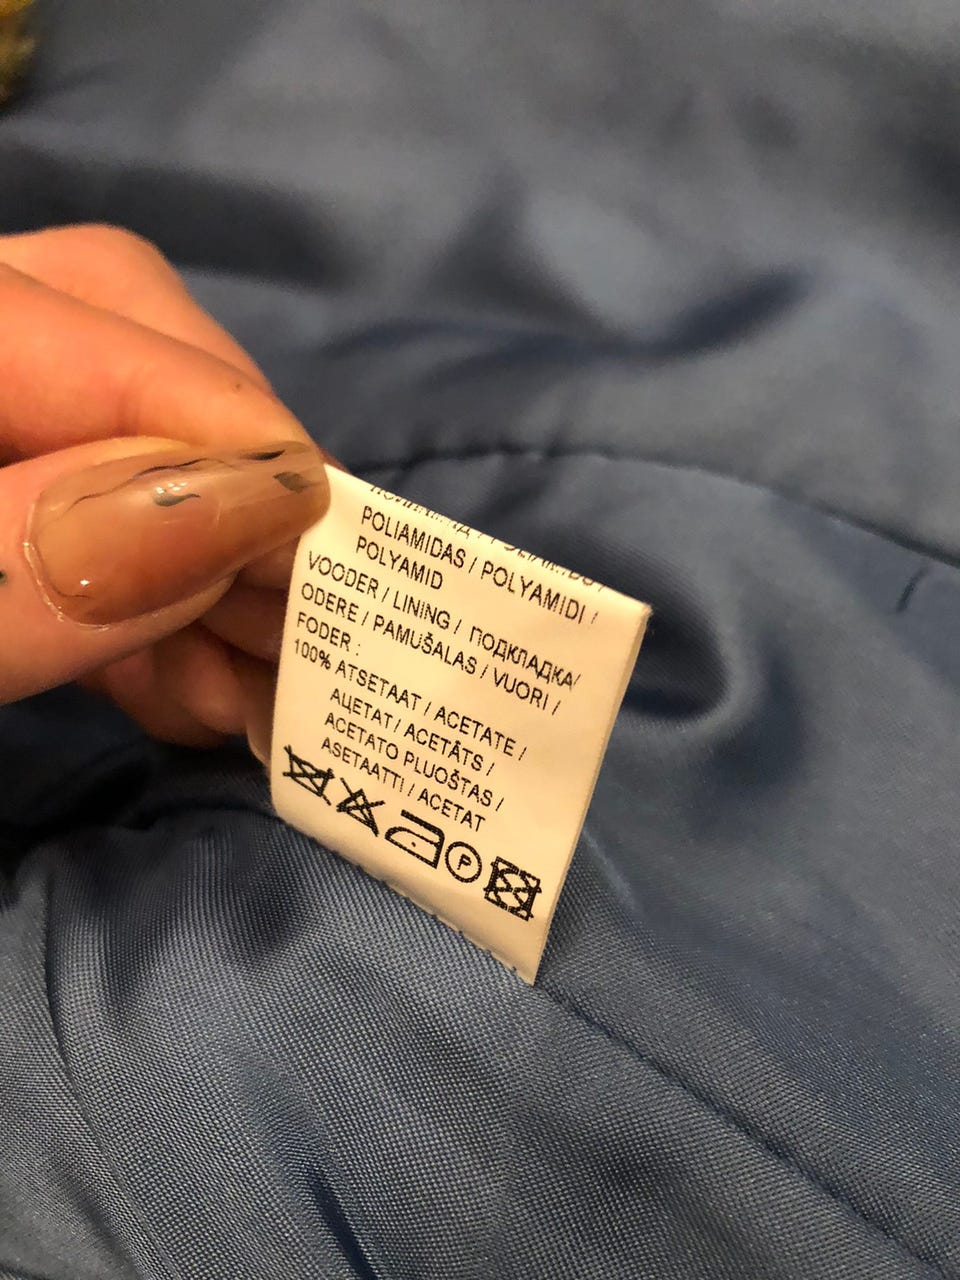 POLIAMIDAS / POLYAMIDI /
POLYAMID
VOODER / LINING / ПОДКЛАДКА/
ODERE / PAMUŠALAS / VUORI /
FODER :
100% ATSETAAT / ACETATE /
АЦЕТАТ / ACETĀTS /
ACETATO PLUOŠTAS /
ASETAATTI / ACETAT
P